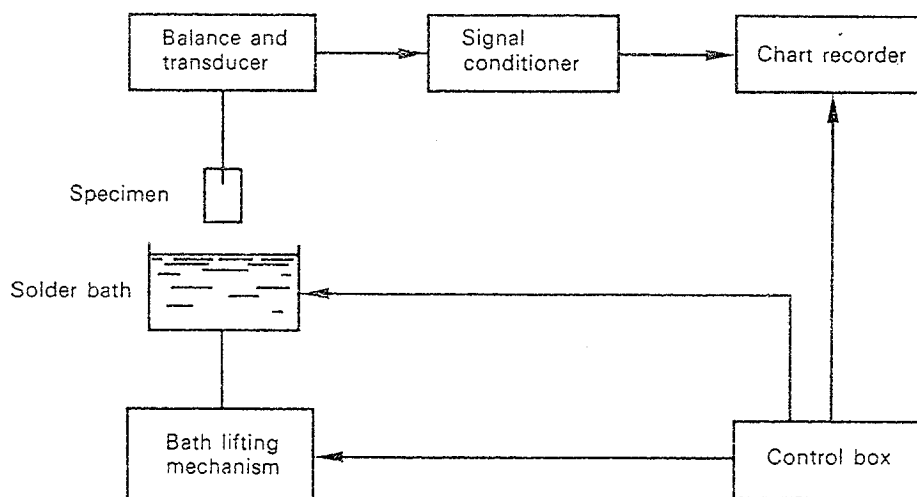 Balance and
transducer
Signal
conditioner
Chart recorder
Specimen
Solder bath
Bath lifting
mechanism
Control box